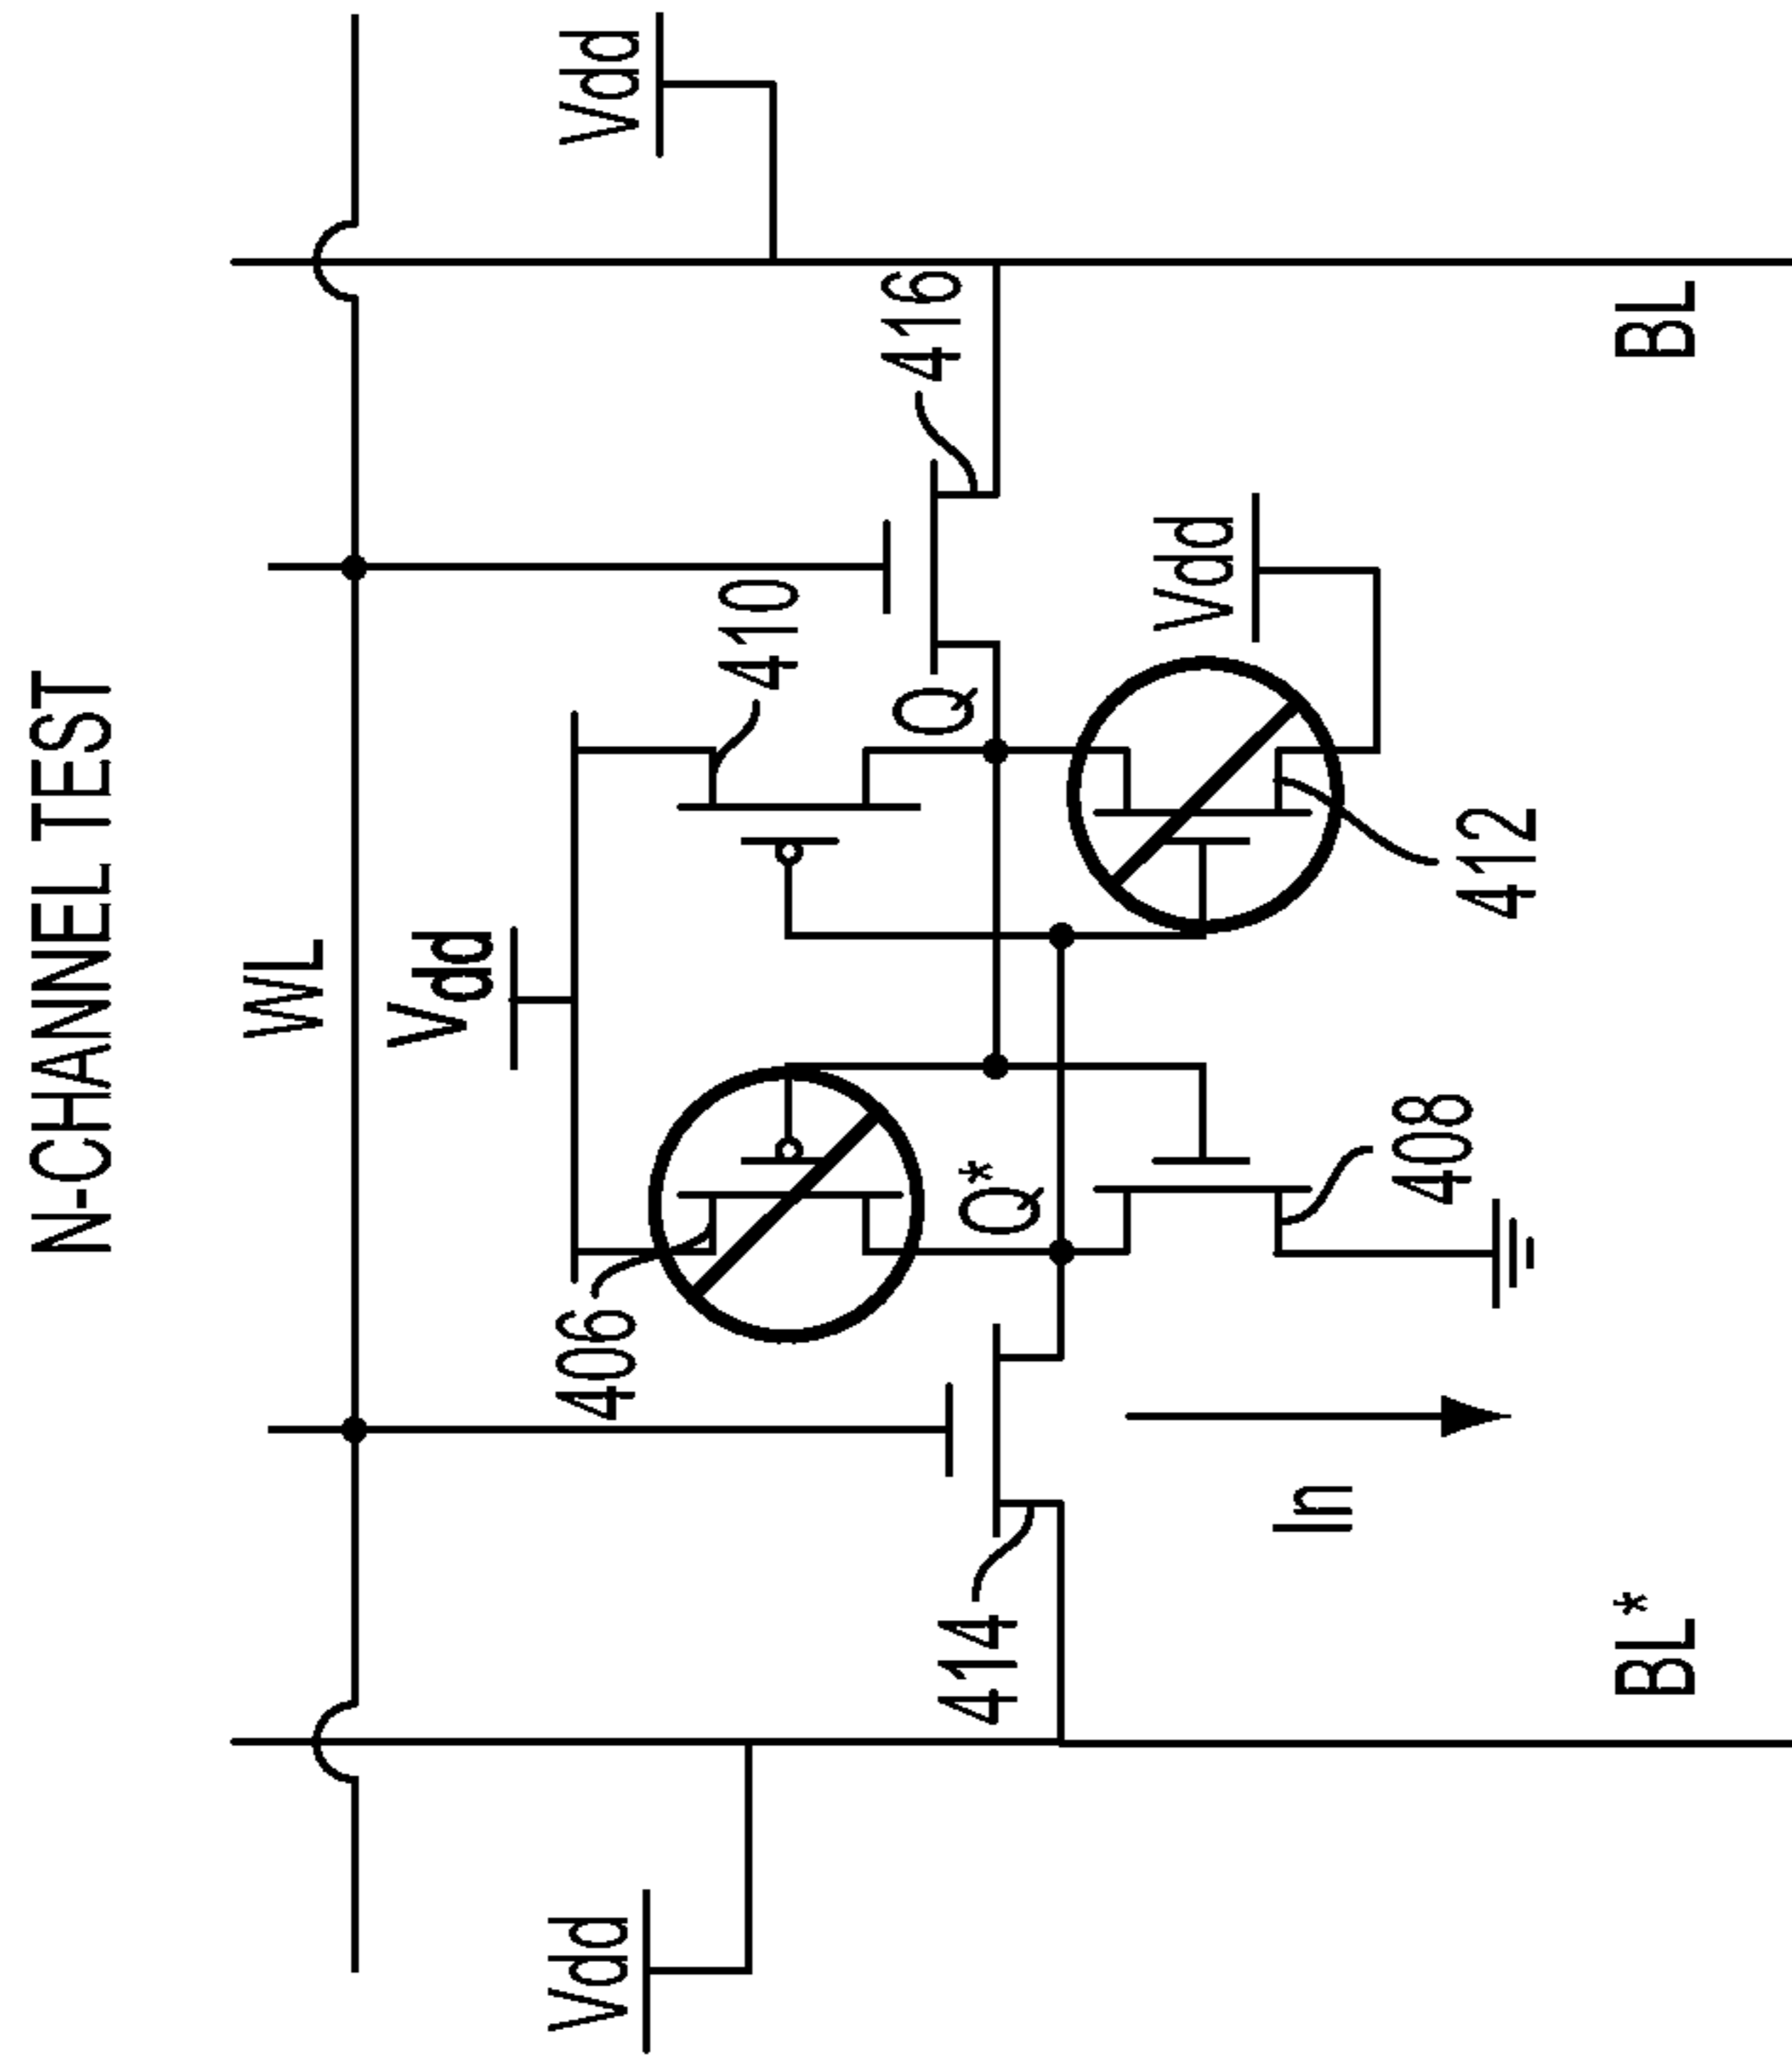 N-CHANNEL TEST
WL
Vdd
Vdd
Vdd
406
410
416
414
Q*
Q
Vdd
408
412
In
BL*
BL